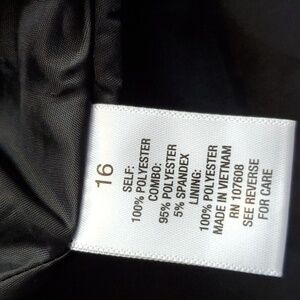 16
SELF:
100% POLYESTER
COMBO:
95% POLYESTER
5% SPANDEX
LINING:
100% POLYESTER
MADE IN VIETNAM
RN 107608
SEE REVERSE
FOR CARE